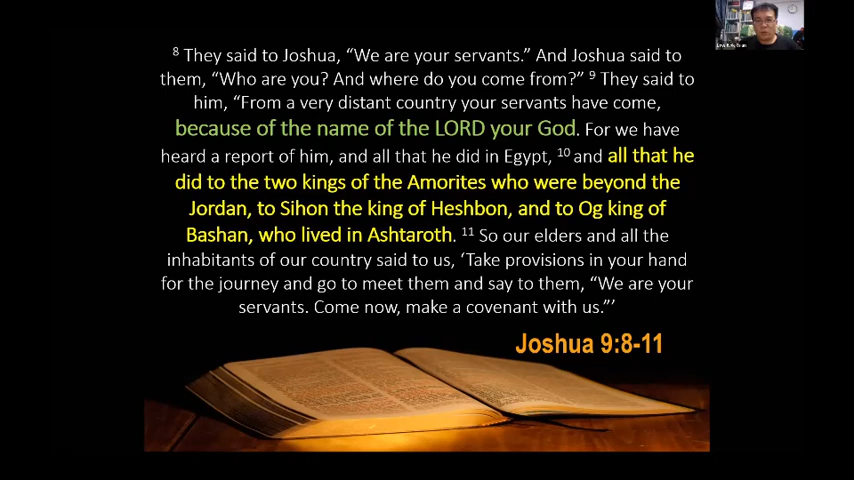 ⁸ They said to Joshua, “We are your servants.” And Joshua said to
them, “Who are you? And where do you come from?” ⁹ They said to
him, “From a very distant country your servants have come,
because of the name of the LORD your God. For we have
heard a report of him, and all that he did in Egypt, ¹⁰ and all that he
did to the two kings of the Amorites who were beyond the
Jordan, to Sihon the king of Heshbon, and to Og king of
Bashan, who lived in Ashtaroth. ¹¹ So our elders and all the
inhabitants of our country said to us, ‘Take provisions in your hand
for the journey and go to meet them and say to them, “We are your
servants. Come now, make a covenant with us.”’
Joshua 9:8-11